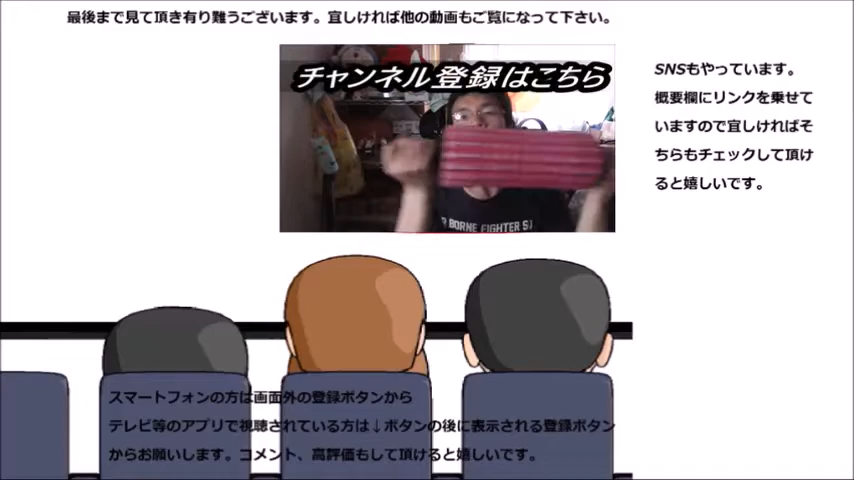 最後まで見て頂き有り難うございます。宜しければ他の動画もご覧になって下さい。
チャンネル登録はこちら
BORNE FIGHTER
SNSもやっています。
概要欄にリンクを乗せて
いますので宜しければそ
ちらもチェックして頂け
ると嬉しいです。
スマートフォンの方は画面外の登録ボタンから
テレビ等のアプリで視聴されている方は↓ボタンの後に表示される登録ボタン
からお願いします。コメント、高評価もして頂けると嬉しいです。